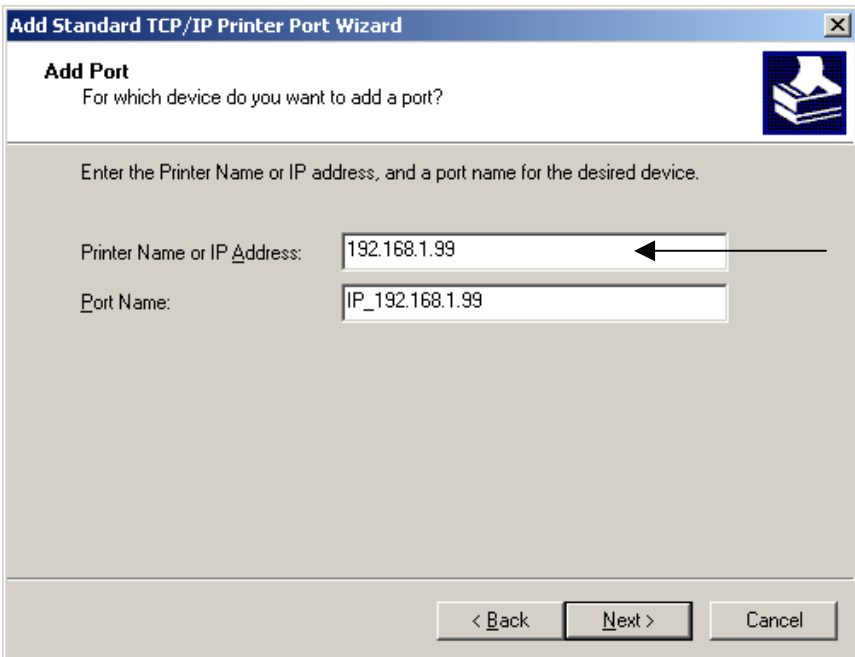 Add Standard TCP/IP Printer Port Wizard
Add Port
For which device do you want to add a port?
Enter the Printer Name or IP address, and a port name for the desired device.
Printer Name or IP Address: 192.168.1.99
Port Name: IP_192.168.1.99
< Back Next > Cancel